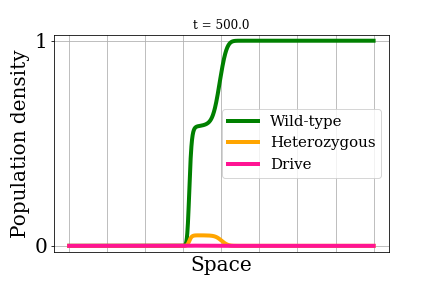 t = 500.0
1
Population density
Wild-type
Heterozygous
Drive
0
Space